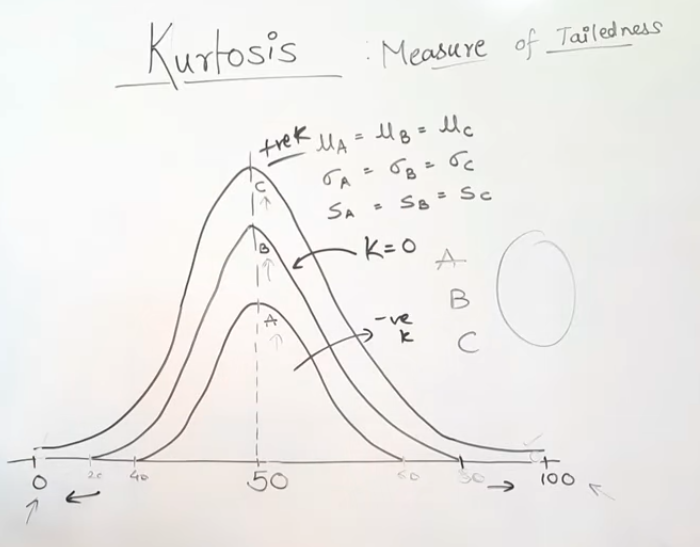 Kurtosis : Measure of Tailedness
+ve k
μA = μB = μC
σA = σB = σC
SA = SB = SC
C
B
K=0
A
B
C
A
-ve
k
0 20 40 50 60 80 100